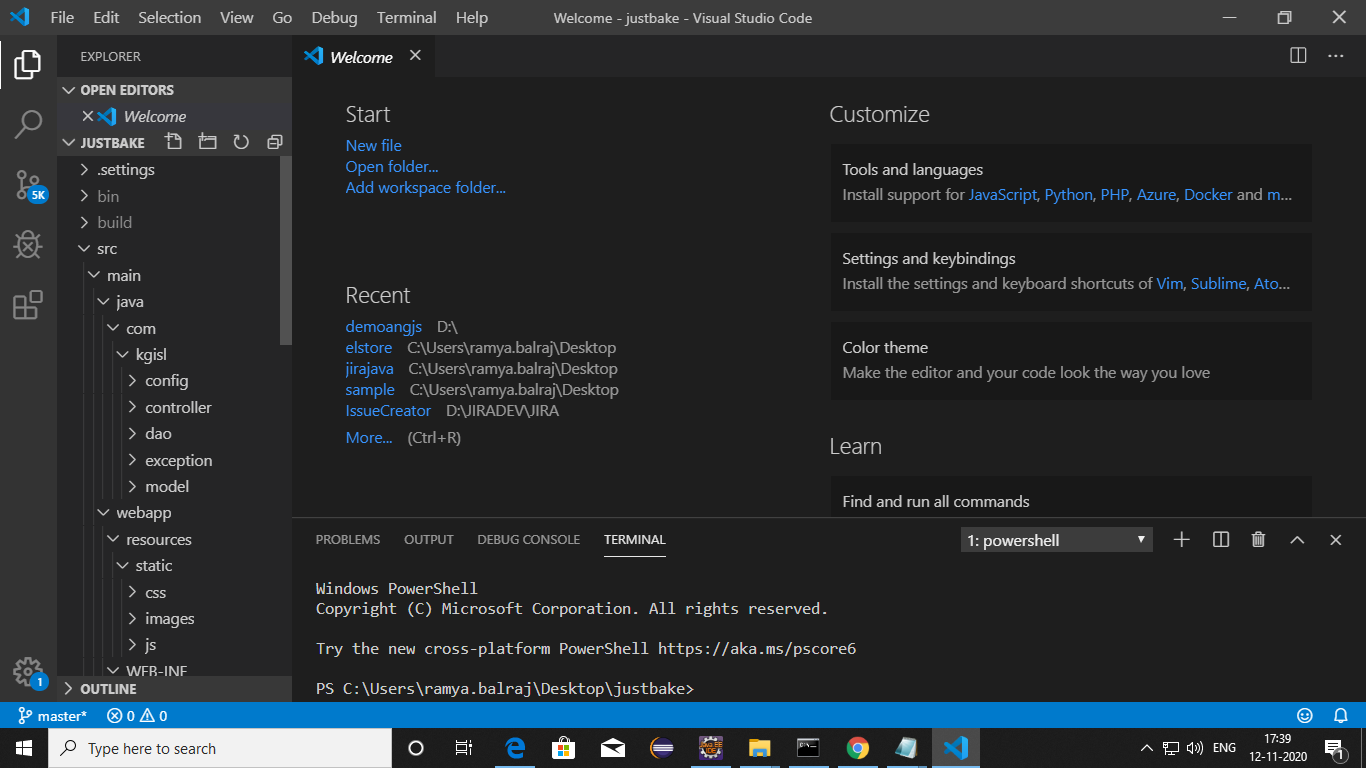 File Edit Selection View Go Debug Terminal Help
Welcome - justbake - Visual Studio Code
EXPLORER
OPEN EDITORS
Welcome
JUSTBAKE
.settings
bin
build
src
main
java
com
kgisl
config
controller
dao
exception
model
webapp
resources
static
css
images
js
WEB-INF
OUTLINE
5K
1
Welcome
Start
New file
Open folder...
Add workspace folder...
Recent
demoangjs D:\
elstore C:\Users\ramya.balraj\Desktop
jirajava C:\Users\ramya.balraj\Desktop
sample C:\Users\ramya.balraj\Desktop
IssueCreator D:\JIRADEV\JIRA
More... (Ctrl+R)
Customize
Tools and languages
Install support for JavaScript, Python, PHP, Azure, Docker and m...
Settings and keybindings
Install the settings and keyboard shortcuts of Vim, Sublime, Ato...
Color theme
Make the editor and your code look the way you love
Learn
Find and run all commands
PROBLEMS OUTPUT DEBUG CONSOLE TERMINAL
1: powershell
Windows PowerShell
Copyright (C) Microsoft Corporation. All rights reserved.
Try the new cross-platform PowerShell https://aka.ms/pscore6
PS C:\Users\ramya.balraj\Desktop\justbake>
master* 0 0
Type here to search
Java EE
IDE
ENG
17:39
12-11-2020
1